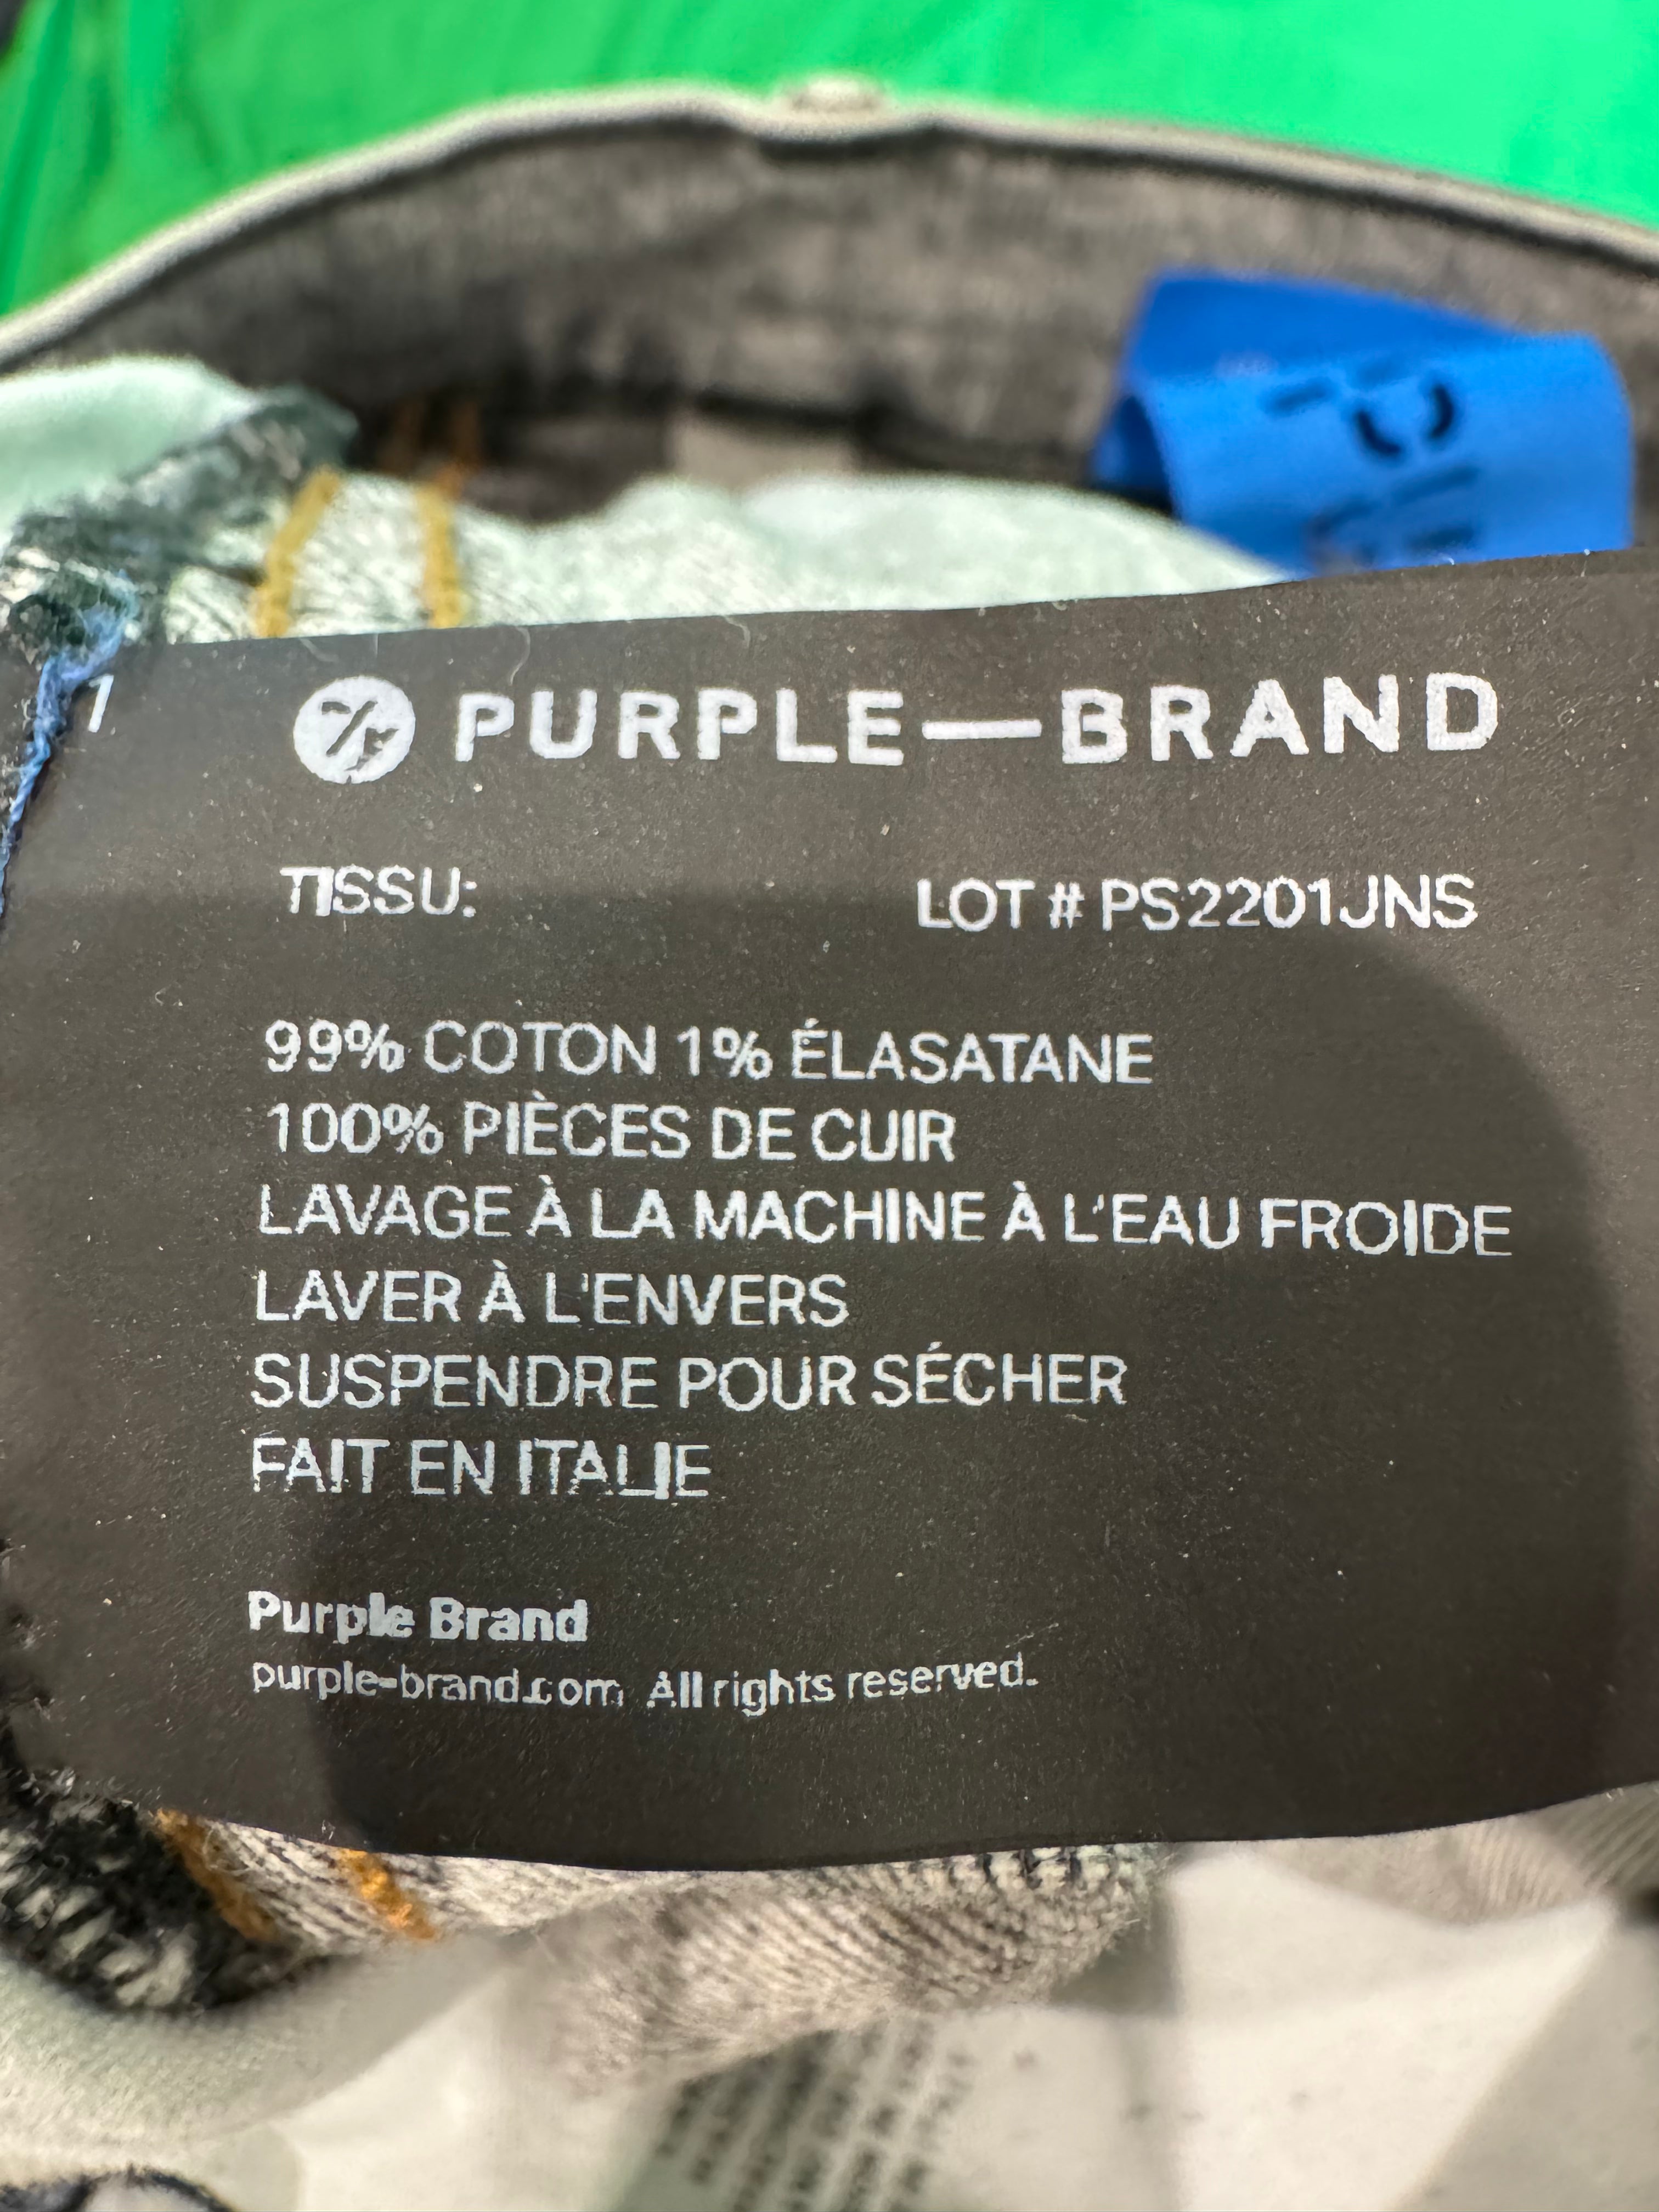 1
PURPLE—BRAND
TISSU:
LOT # PS2201JNS
99% COTON 1% ÉLASATANE
100% PIÈCES DE CUIR
LAVAGE À LA MACHINE À L'EAU FROIDE
LAVER À L'ENVERS
SUSPENDRE POUR SÉCHER
FAIT EN ITALIE
Purple Brand
purple-brand.com All rights reserved.